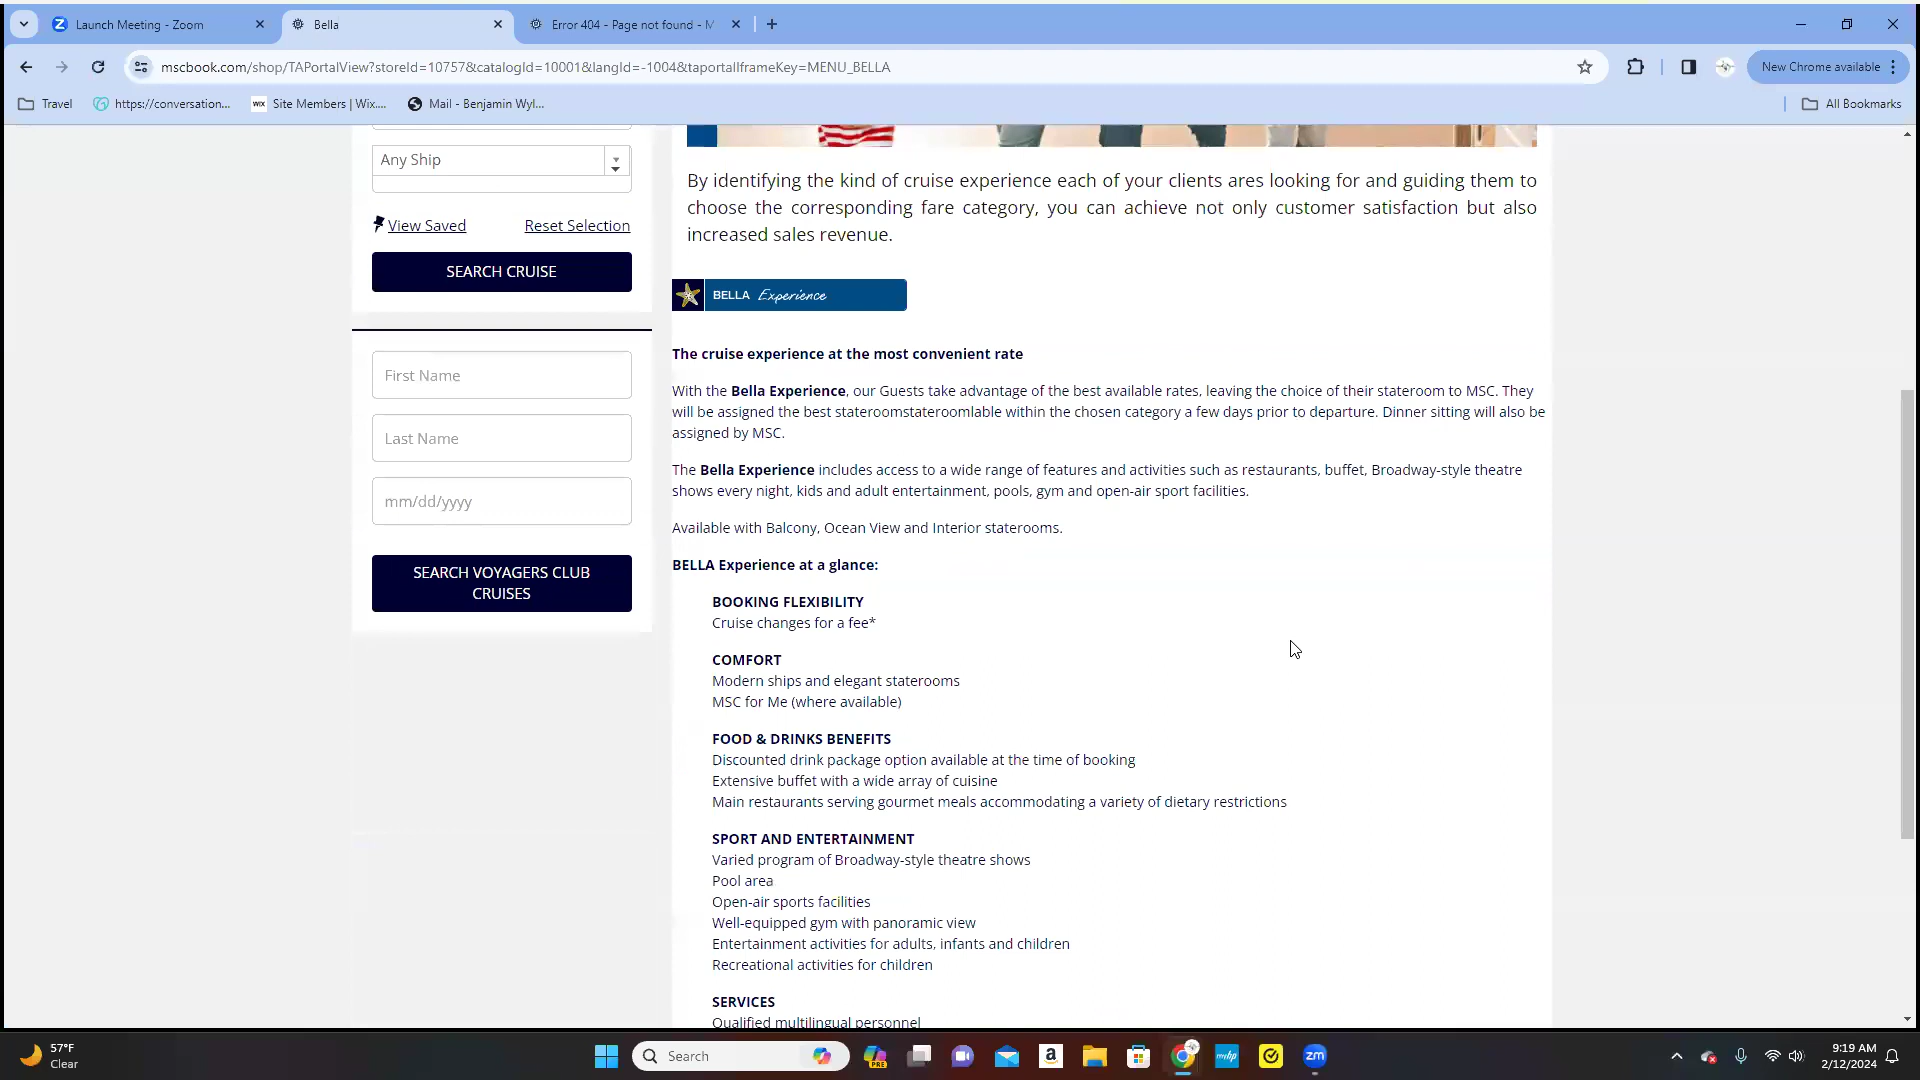 Launch Meeting - Zoom
Bella
Error 404 - Page not found - M
mscbook.com/shop/TAPortalView?storeId=10757&catalogId=10001&langId=-1004&taportalIframeKey=MENU_BELLA
New Chrome available
Travel
https://conversation...
WIX Site Members | Wix....
Mail - Benjamin Wyl...
All Bookmarks
Any Ship
View Saved
Reset Selection
SEARCH CRUISE
First Name
Last Name
mm/dd/yyyy
SEARCH VOYAGERS CLUB
CRUISES
By identifying the kind of cruise experience each of your clients ares looking for and guiding them to
choose the corresponding fare category, you can achieve not only customer satisfaction but also
increased sales revenue.
BELLA Experience
The cruise experience at the most convenient rate
With the Bella Experience, our Guests take advantage of the best available rates, leaving the choice of their stateroom to MSC. They
will be assigned the best stateroomstateroomlable within the chosen category a few days prior to departure. Dinner sitting will also be
assigned by MSC.
The Bella Experience includes access to a wide range of features and activities such as restaurants, buffet, Broadway-style theatre
shows every night, kids and adult entertainment, pools, gym and open-air sport facilities.
Available with Balcony, Ocean View and Interior staterooms.
BELLA Experience at a glance:
BOOKING FLEXIBILITY
Cruise changes for a fee*
COMFORT
Modern ships and elegant staterooms
MSC for Me (where available)
FOOD & DRINKS BENEFITS
Discounted drink package option available at the time of booking
Extensive buffet with a wide array of cuisine
Main restaurants serving gourmet meals accommodating a variety of dietary restrictions
SPORT AND ENTERTAINMENT
Varied program of Broadway-style theatre shows
Pool area
Open-air sports facilities
Well-equipped gym with panoramic view
Entertainment activities for adults, infants and children
Recreational activities for children
SERVICES
Qualified multilingual personnel
57°F
Clear
Search
PRE
a
myhp
zm
9:19 AM
2/12/2024